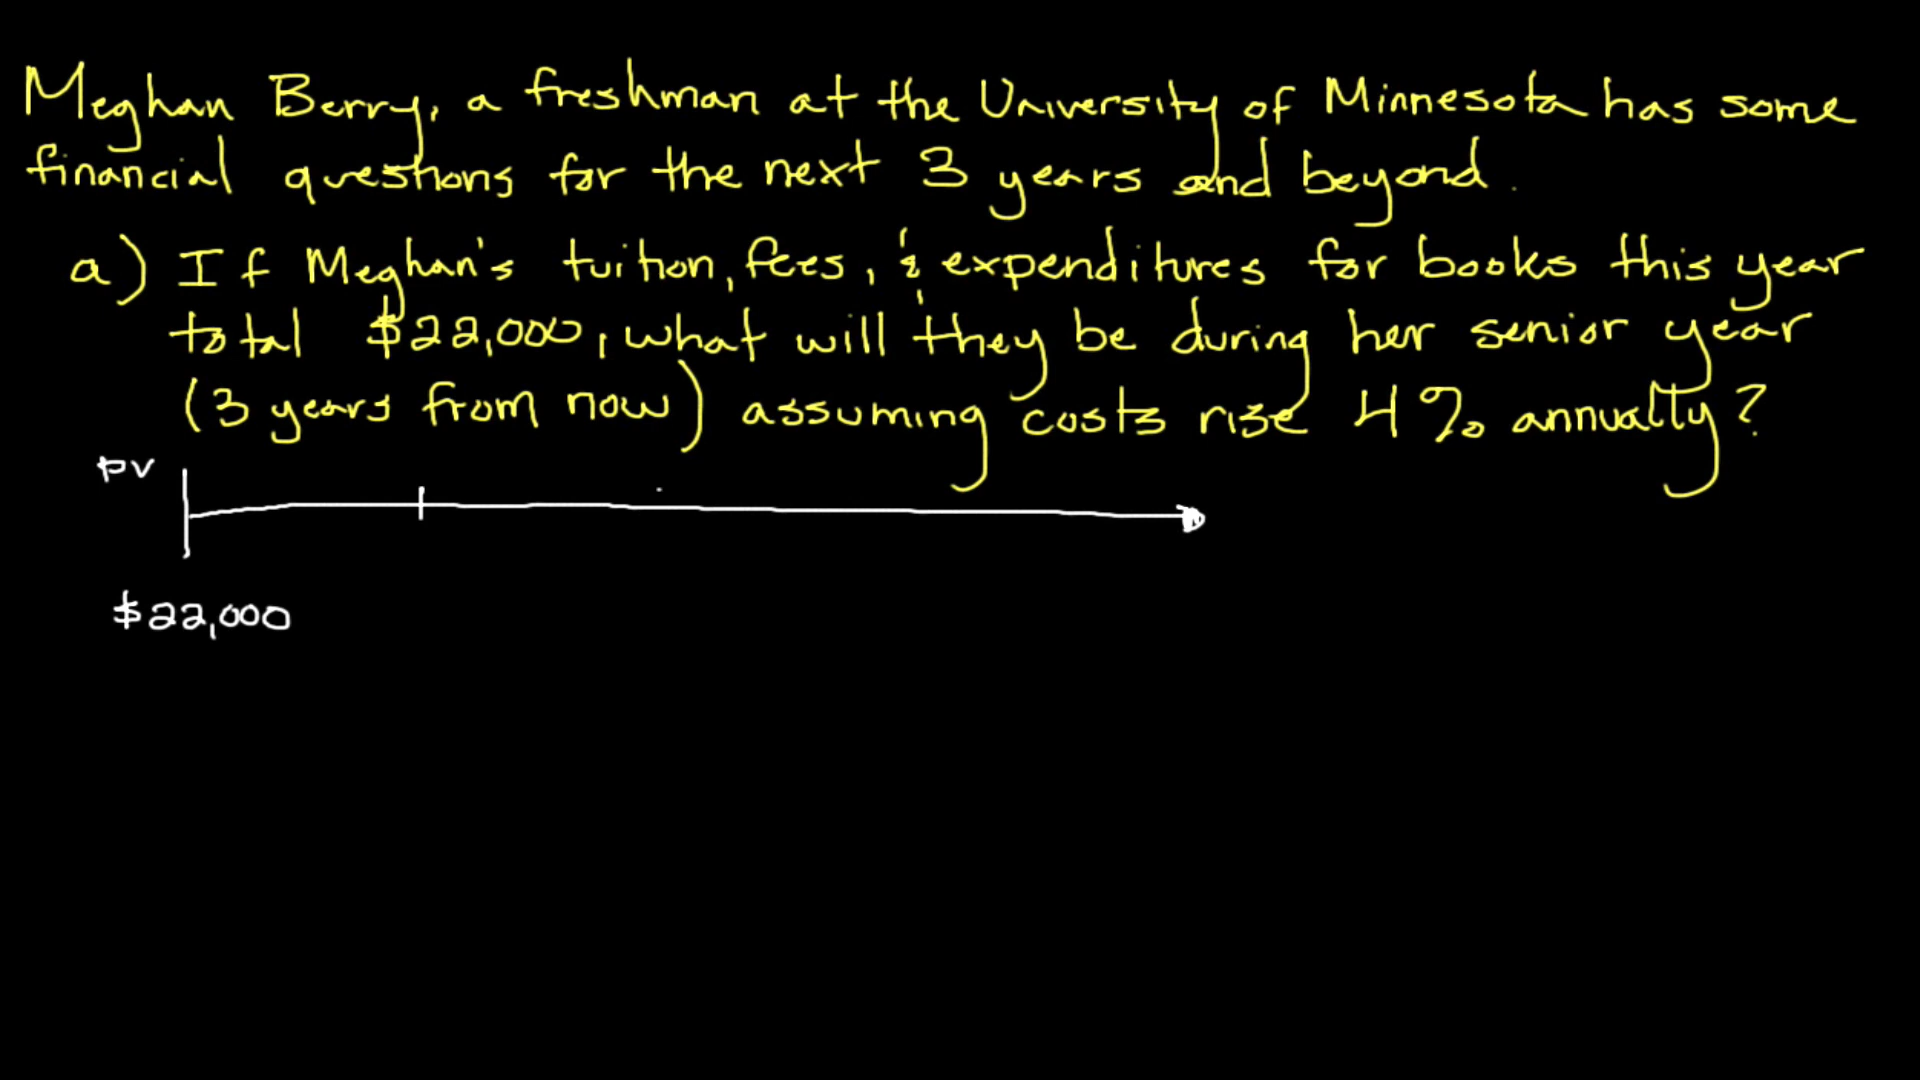 Meghan Berry, a freshman at the University of Minnesota has some
financial questions for the next 3 years and beyond.
a) If Meghan's tuition, fees, & expenditures for books this year
total $22,000, what will they be during her senior year
(3 years from now) assuming costs rise 4% annually?
PV
$22,000